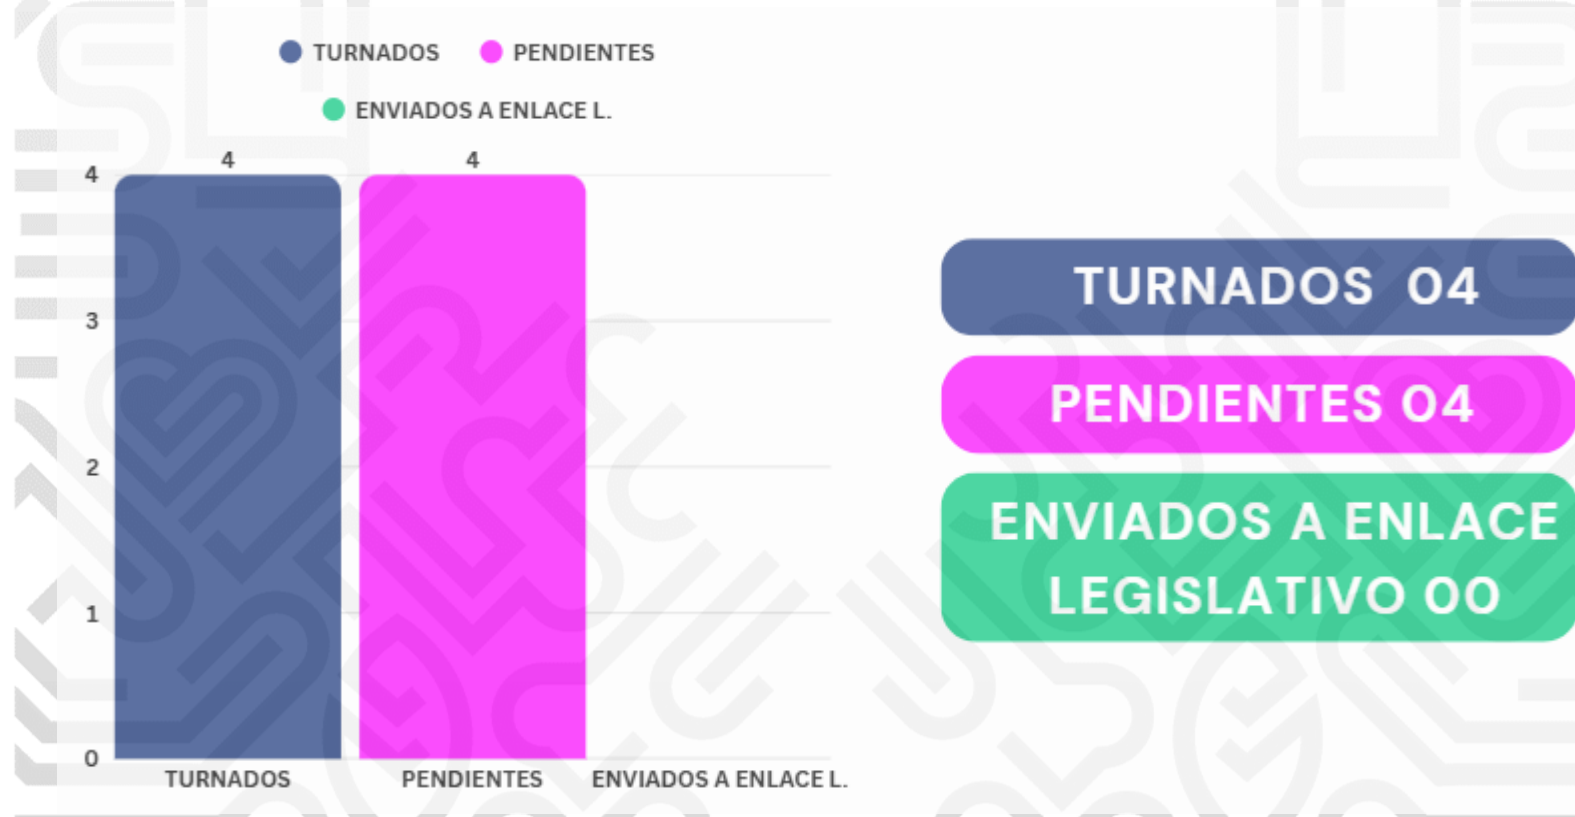 TURNADOS PENDIENTES
ENVIADOS A ENLACE L.
4 4
4
3
2
1
0
TURNADOS PENDIENTES ENVIADOS A ENLACE L.
TURNADOS 04
PENDIENTES 04
ENVIADOS A ENLACE
LEGISLATIVO 00